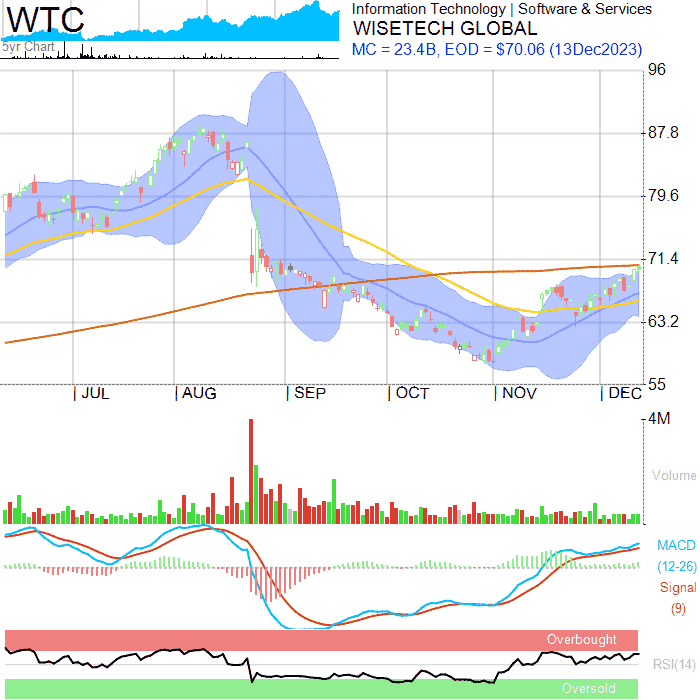 WTC
5yr Chart
Information Technology | Software & Services
WISETECH GLOBAL
MC = 23.4B, EOD = $70.06 (13Dec2023)
96
87.8
79.6
71.4
63.2
55
| JUL | AUG | SEP | OCT | NOV | DEC
4M
Volume
MACD
(12-26)
Signal
(9)
Overbought
RSI(14)
Oversold